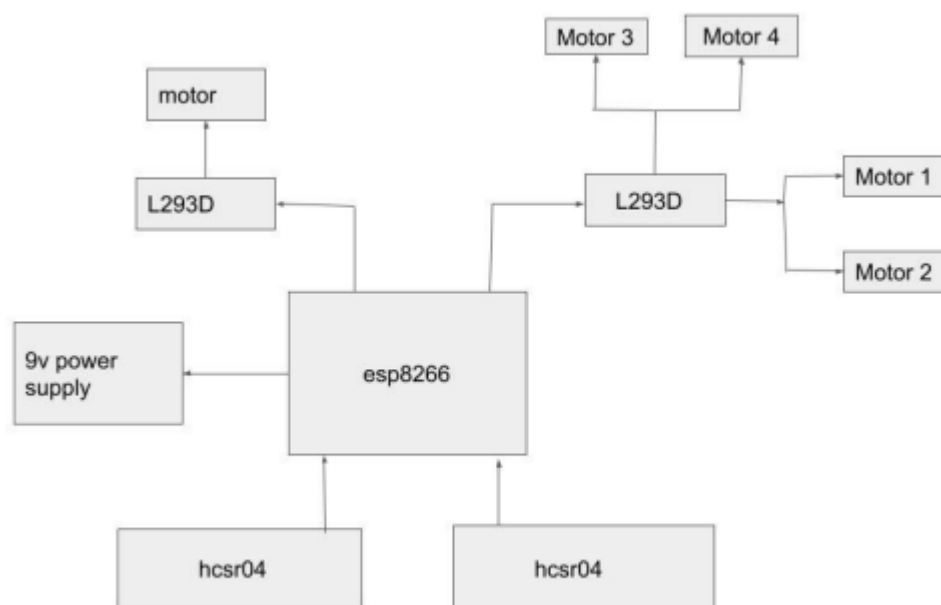 Motor 3
Motor 4
motor
L293D
L293D
Motor 1
Motor 2
9v power
supply
esp8266
hcsr04
hcsr04